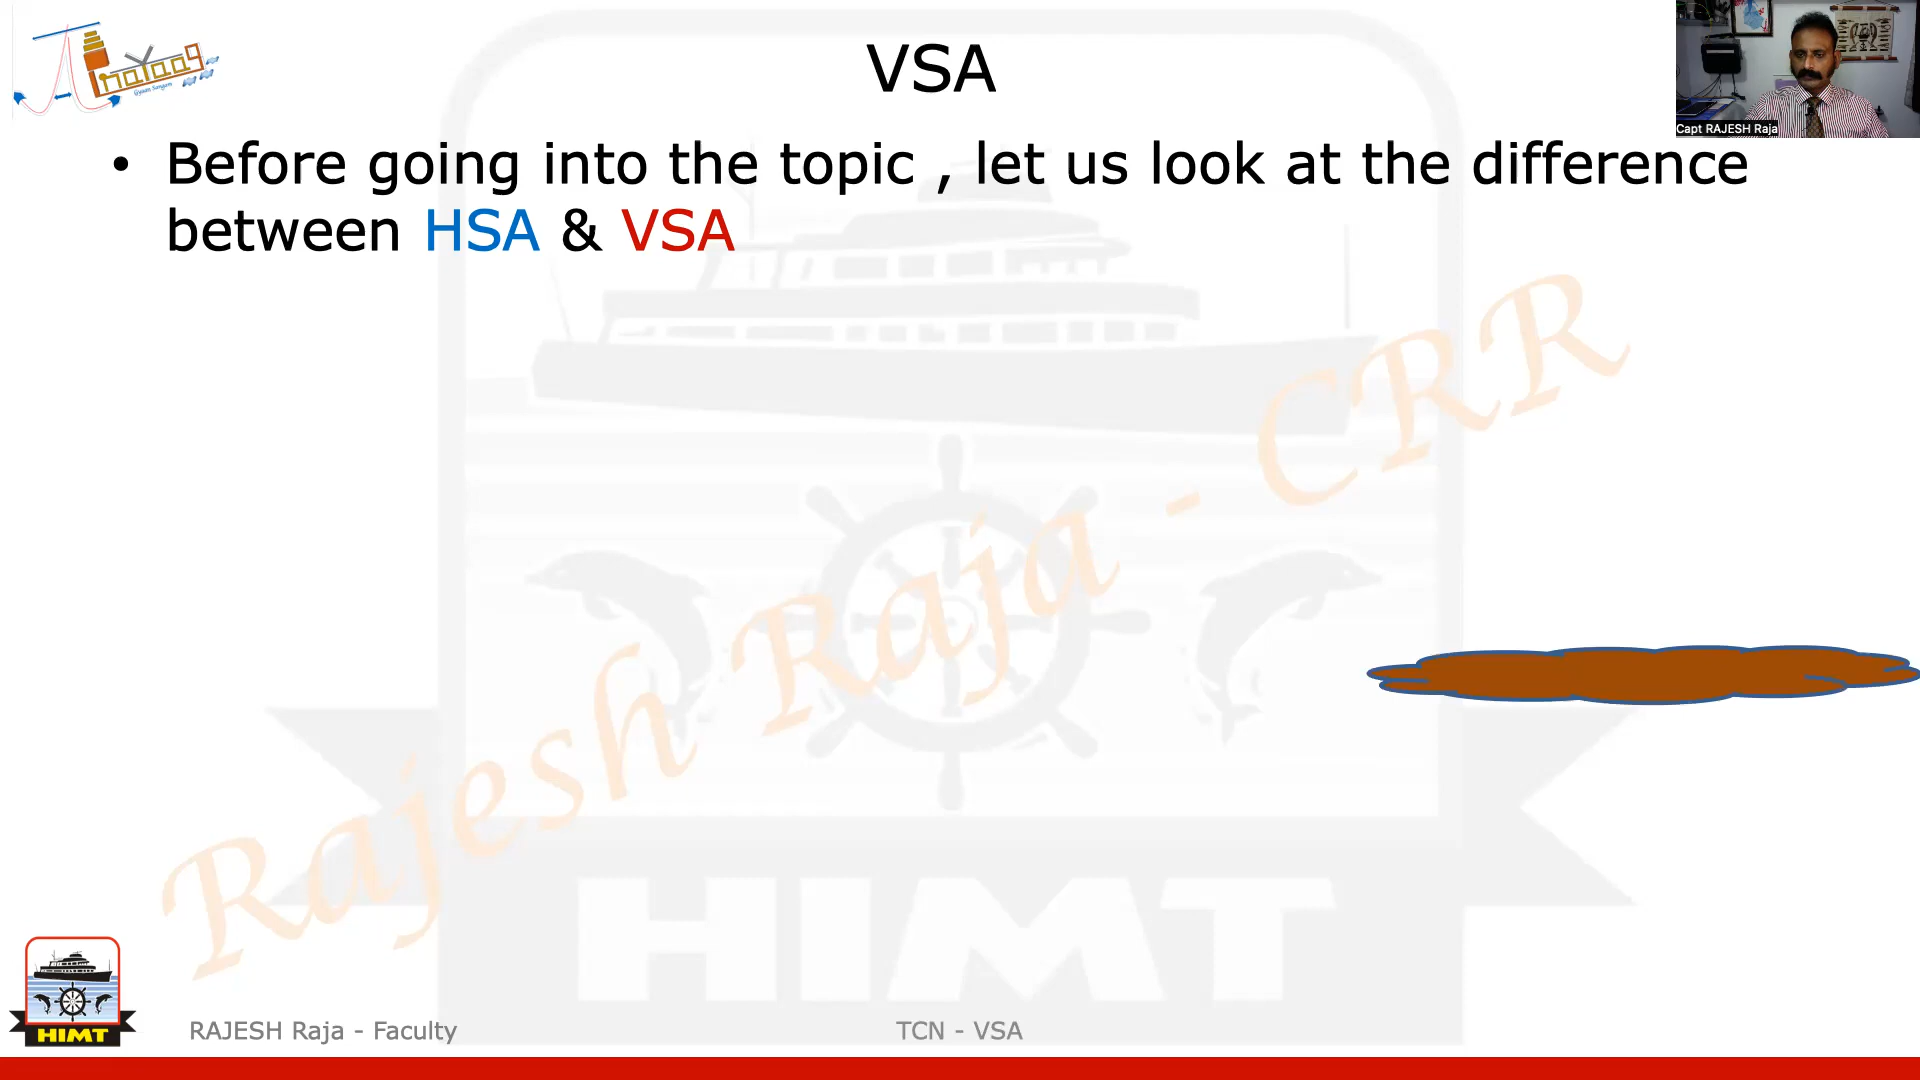 VSA
Capt RAJESH Raja
• Before going into the topic , let us look at the difference
between HSA & VSA
Rajesh Raja - CRR
HIMT
HIMT
RAJESH Raja - Faculty
TCN - VSA